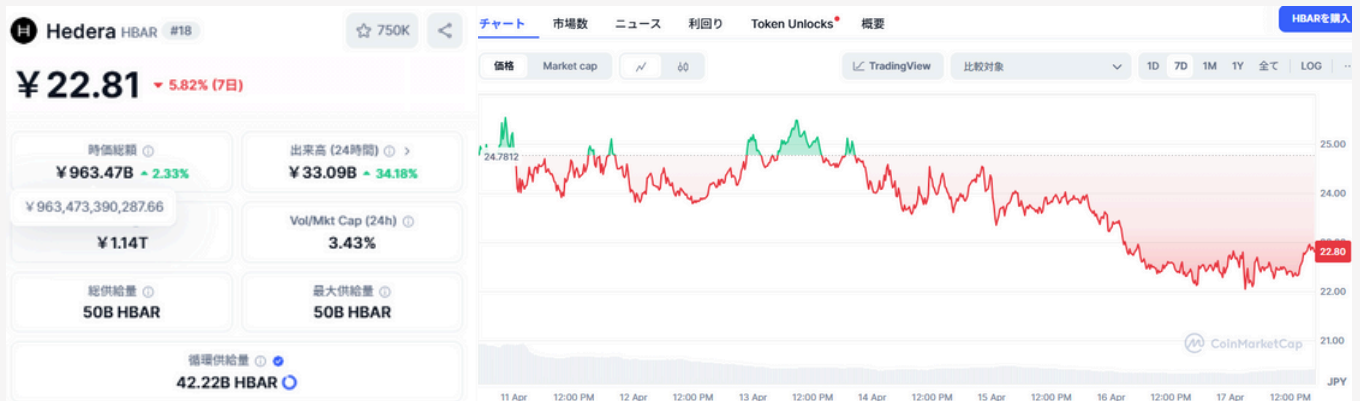 Hedera HBAR #18
750K
¥22.81 5.82% (7日)
時価総額
¥963.47B 2.33%
出来高 (24時間)
¥33.09B 34.18%
¥963,473,390,287.66
¥1.14T
Vol/Mkt Cap (24h)
3.43%
総供給量
50B HBAR
最大供給量
50B HBAR
循環供給量
42.22B HBAR
チャート 市場数 ニュース 利回り Token Unlocks 概要
HBARを購入
価格 Market cap
TradingView
比較対象
1D 7D 1M 1Y 全て LOG
24.7812
25.00
24.00
22.80
22.00
21.00
CoinMarketCap
JPY
11 Apr 12:00 PM 12 Apr 12:00 PM 13 Apr 12:00 PM 14 Apr 12:00 PM 15 Apr 12:00 PM 16 Apr 12:00 PM 17 Apr 12:00 PM